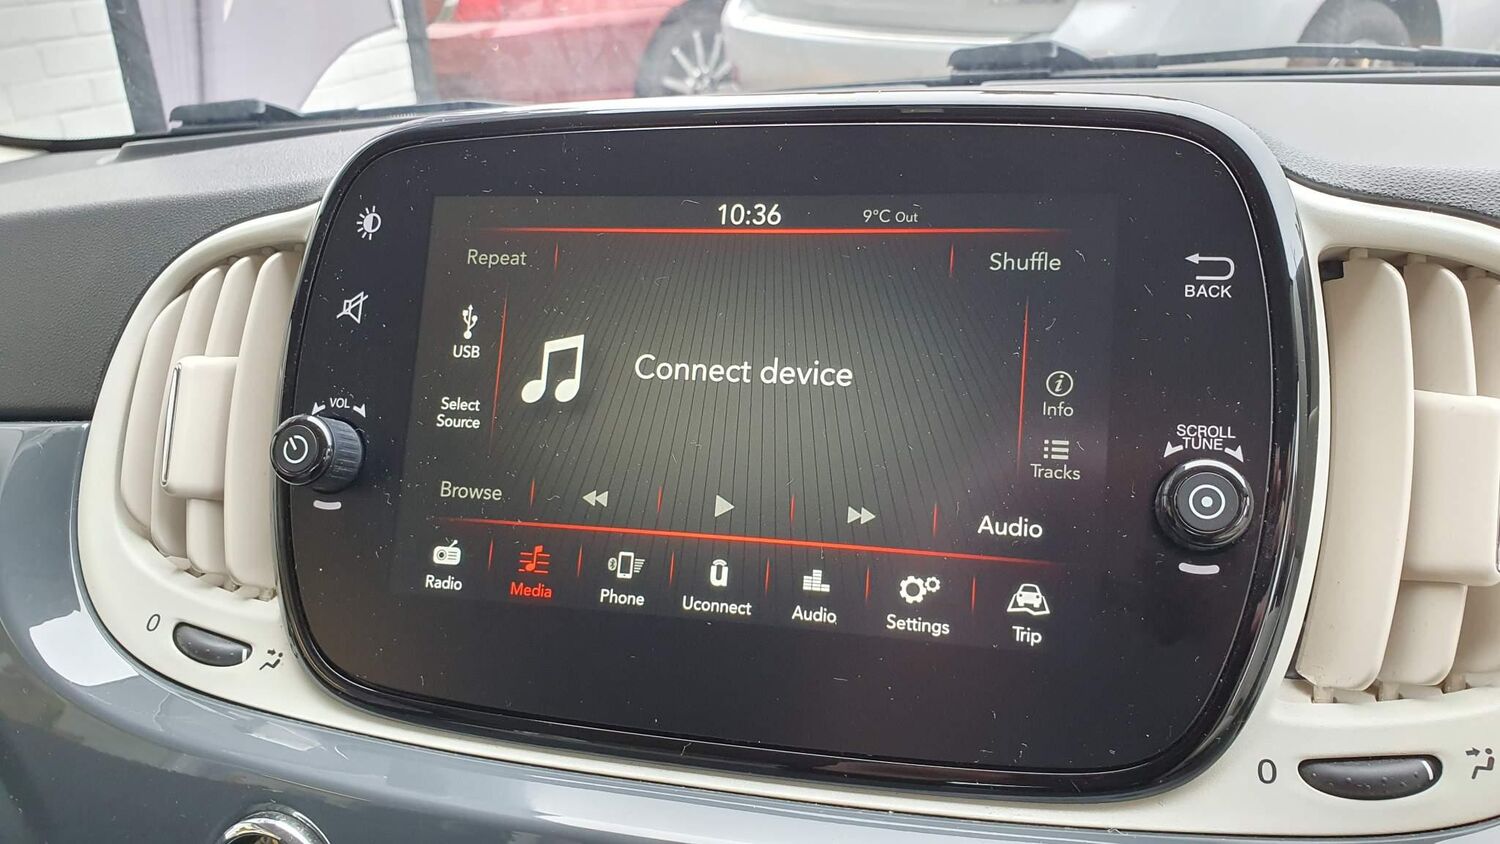 10:36
9°C Out
Repeat
Shuffle
BACK
USB
Connect device
VOL
Select
Source
Info
SCROLL
TUNE
Tracks
Browse
Audio
Radio
Media
Phone
Uconnect
Audio
Settings
Trip
0
0